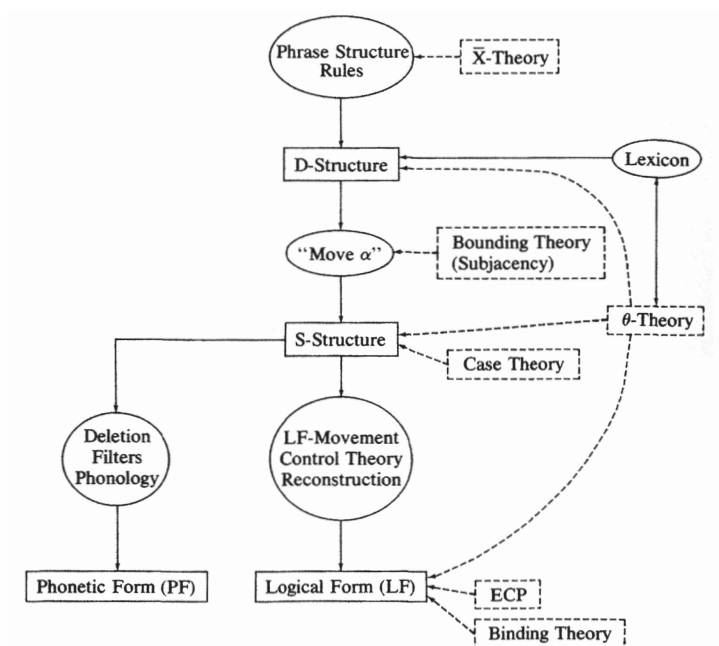 Phrase Structure
Rules
X̅-Theory
D-Structure
Lexicon
“Move α”
Bounding Theory
(Subjacency)
θ-Theory
S-Structure
Case Theory
Deletion
Filters
Phonology
LF-Movement
Control Theory
Reconstruction
Phonetic Form (PF)
Logical Form (LF)
ECP
Binding Theory